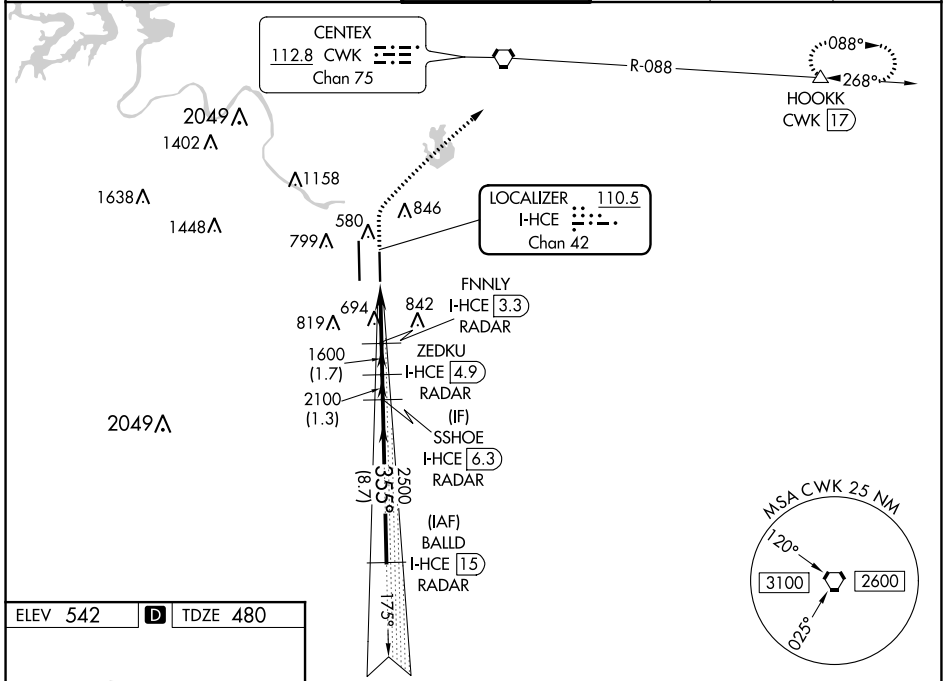 CENTEX
112.8 CWK
Chan 75
R-088
088°
268°
HOOKK
CWK 17
2049
1402
1158
1638
1448
846
580
799
LOCALIZER 110.5
I-HCE
Chan 42
FNNLY
I-HCE 3.3
RADAR
694
842
819
1600
(1.7)
ZEDKU
I-HCE 4.9
RADAR
2100
(1.3)
2049
(IF)
SSHOE
I-HCE 6.3
RADAR
2500
355°
(8.7)
(IAF)
BALLD
I-HCE 15
RADAR
175°
MSA CWK 25 NM
120°
3100
2600
025°
ELEV 542 D TDZE 480